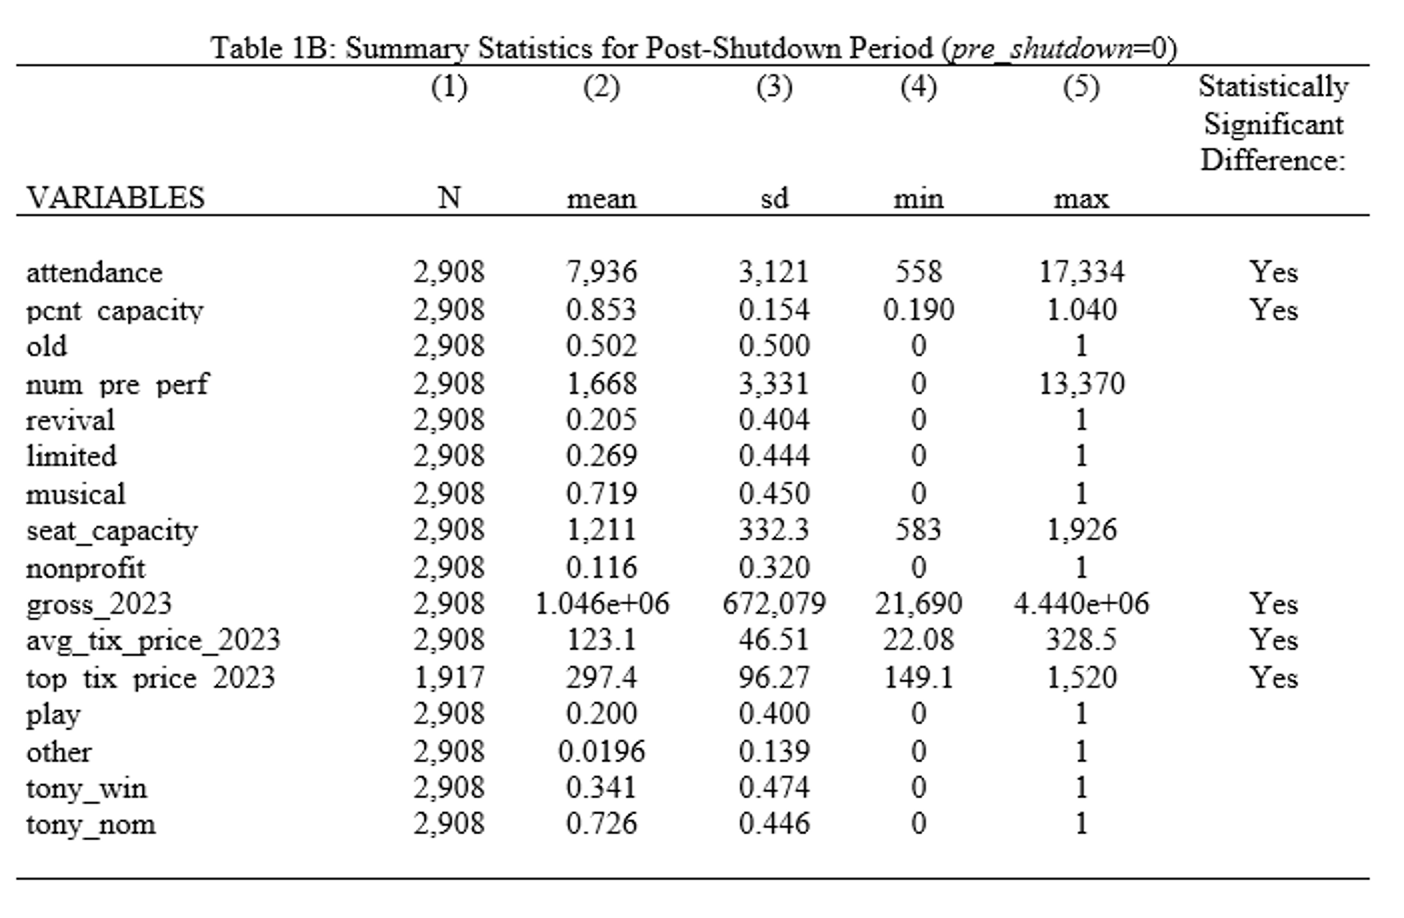 Table 1B: Summary Statistics for Post-Shutdown Period (pre_shutdown=0)
(1) (2) (3) (4) (5) Statistically
Significant
Difference:
VARIABLES N mean sd min max
attendance 2,908 7,936 3,121 558 17,334 Yes
pcnt_capacity 2,908 0.853 0.154 0.190 1.040 Yes
old 2,908 0.502 0.500 0 1
num_pre_perf 2,908 1,668 3,331 0 13,370
revival 2,908 0.205 0.404 0 1
limited 2,908 0.269 0.444 0 1
musical 2,908 0.719 0.450 0 1
seat_capacity 2,908 1,211 332.3 583 1,926
nonprofit 2,908 0.116 0.320 0 1
gross_2023 2,908 1.046e+06 672,079 21,690 4.440e+06 Yes
avg_tix_price_2023 2,908 123.1 46.51 22.08 328.5 Yes
top_tix_price_2023 1,917 297.4 96.27 149.1 1,520 Yes
play 2,908 0.200 0.400 0 1
other 2,908 0.0196 0.139 0 1
tony_win 2,908 0.341 0.474 0 1
tony_nom 2,908 0.726 0.446 0 1